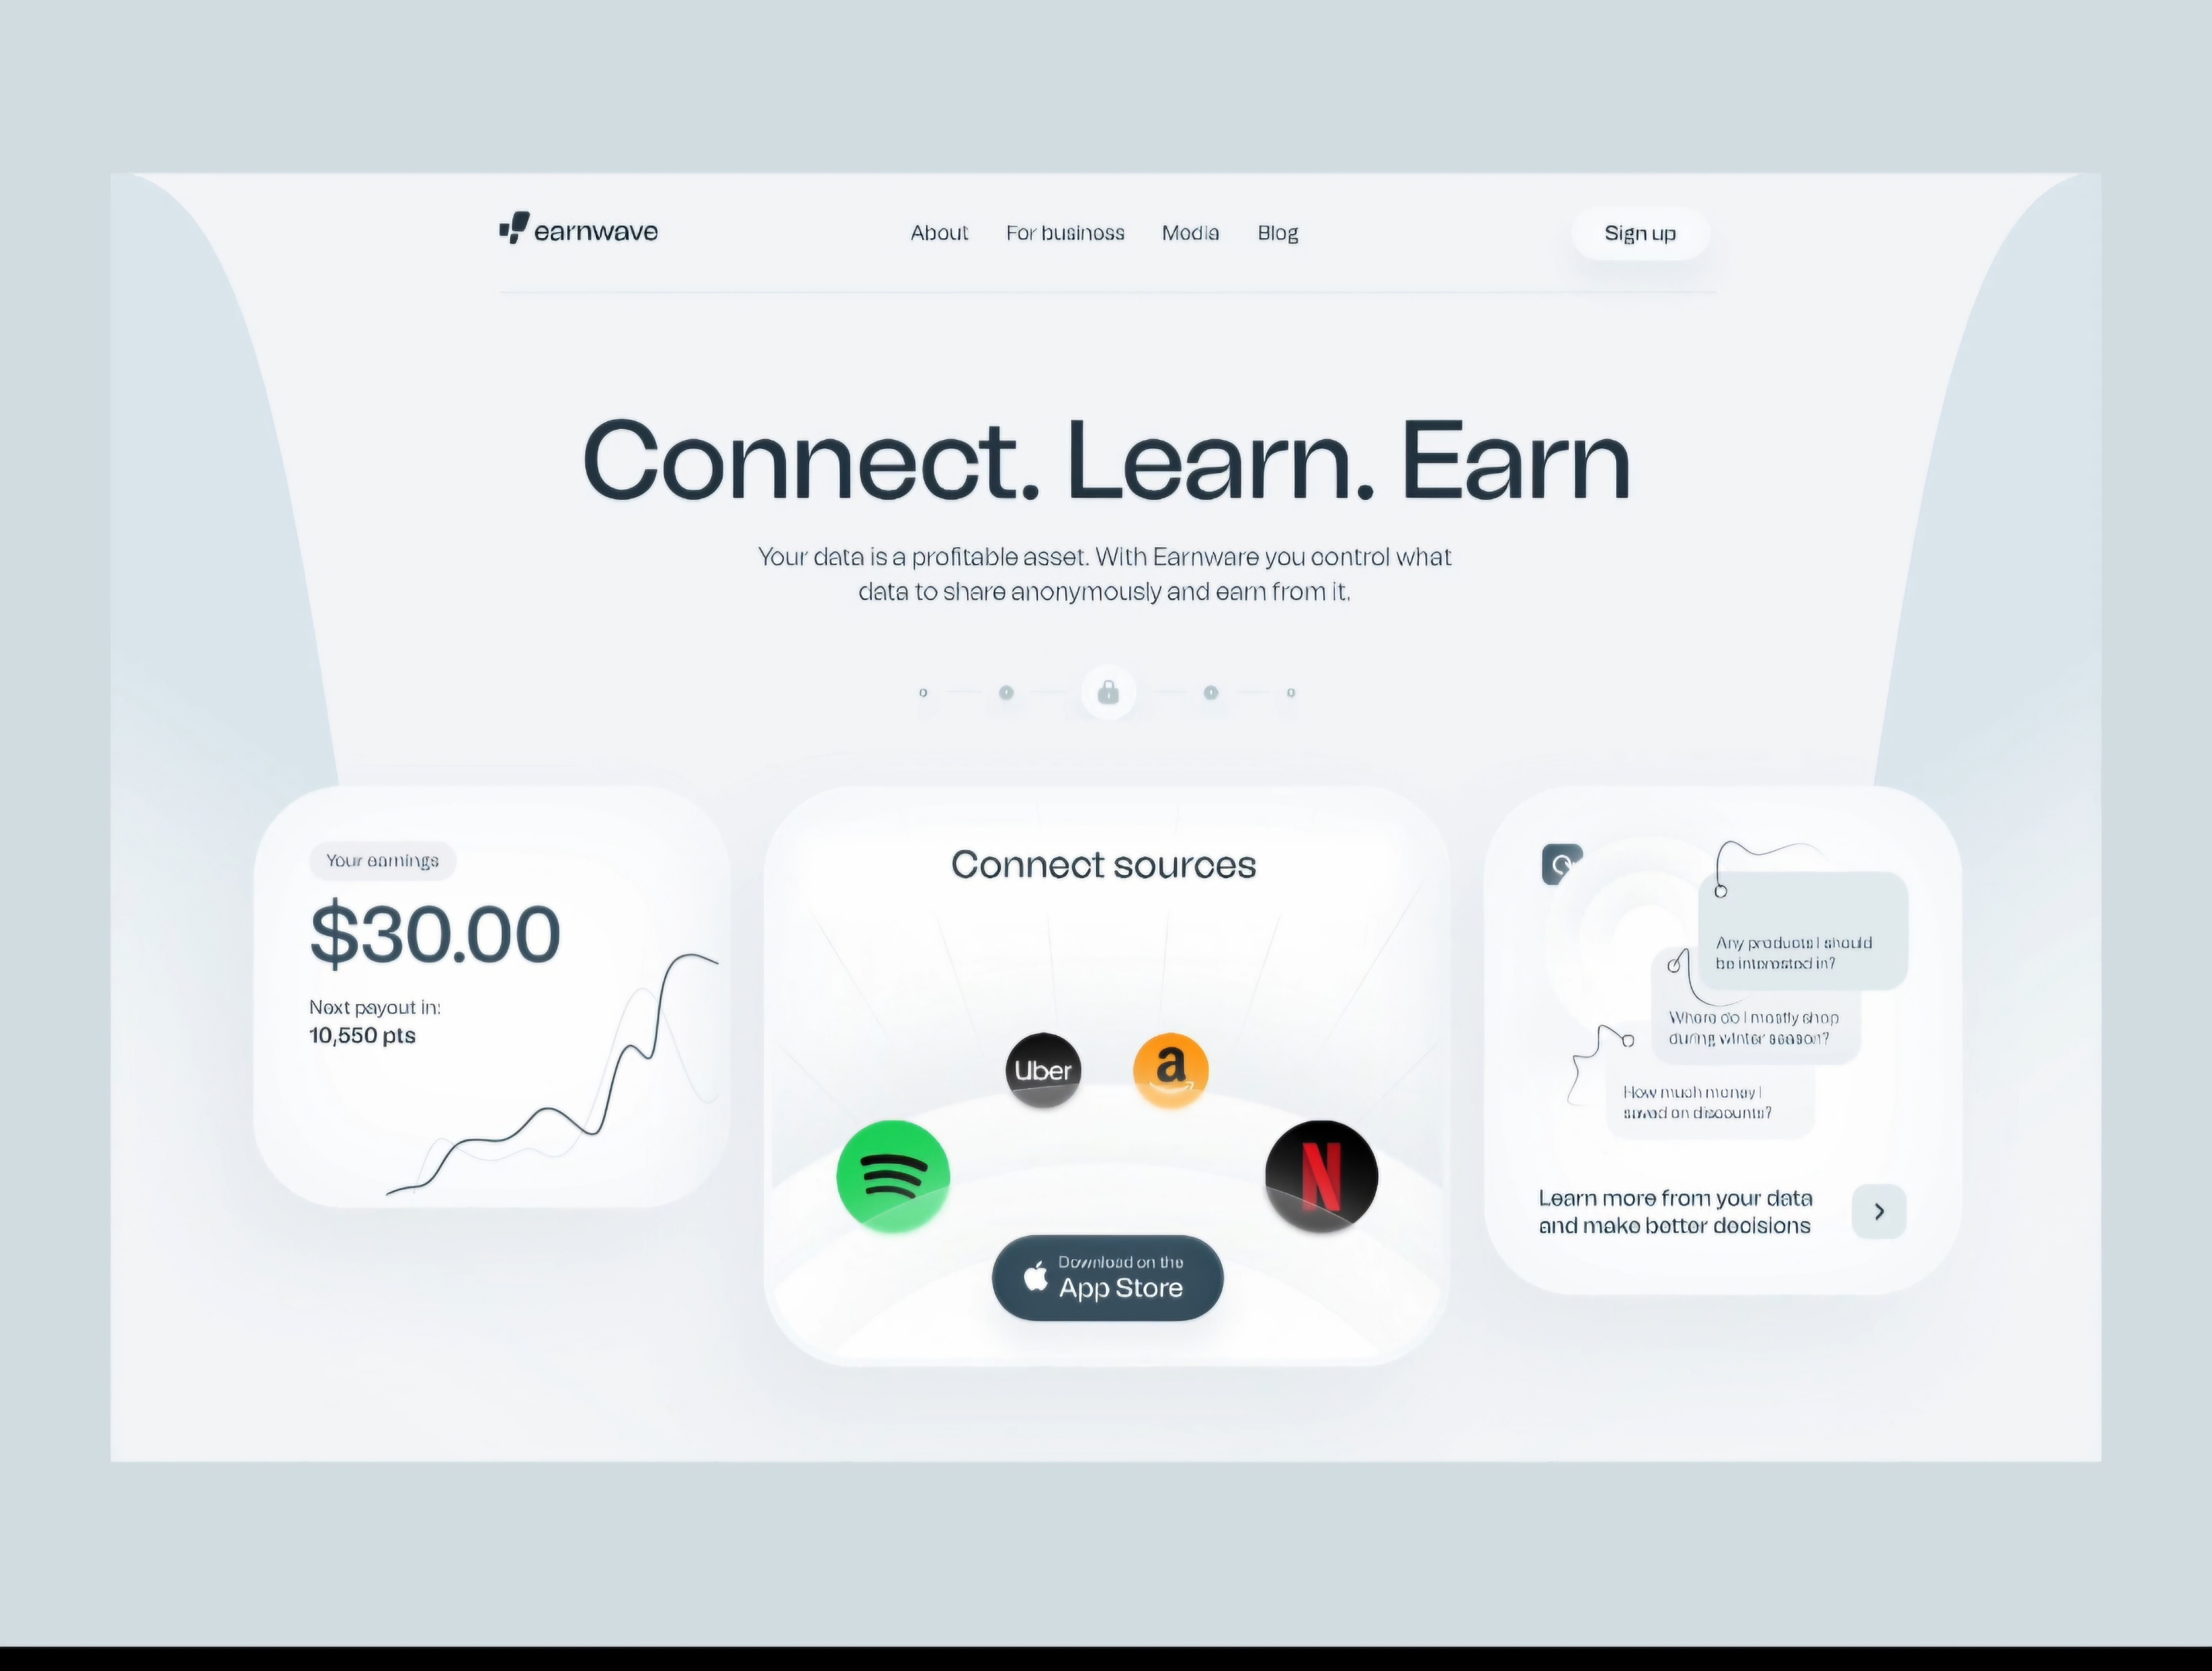 earnwave
About For business Media Blog
Sign up
Connect. Learn. Earn
Your data is a profitable asset. With Earnware you control what
data to share anonymously and earn from it.
Your earnings
$30.00
Next payout in:
10,550 pts
Connect sources
Uber
a
N
Download on the
App Store
Any products I should
be interested in?
Where do I mostly shop
during winter season?
How much money I
saved on discounts?
Learn more from your data
and make better decisions